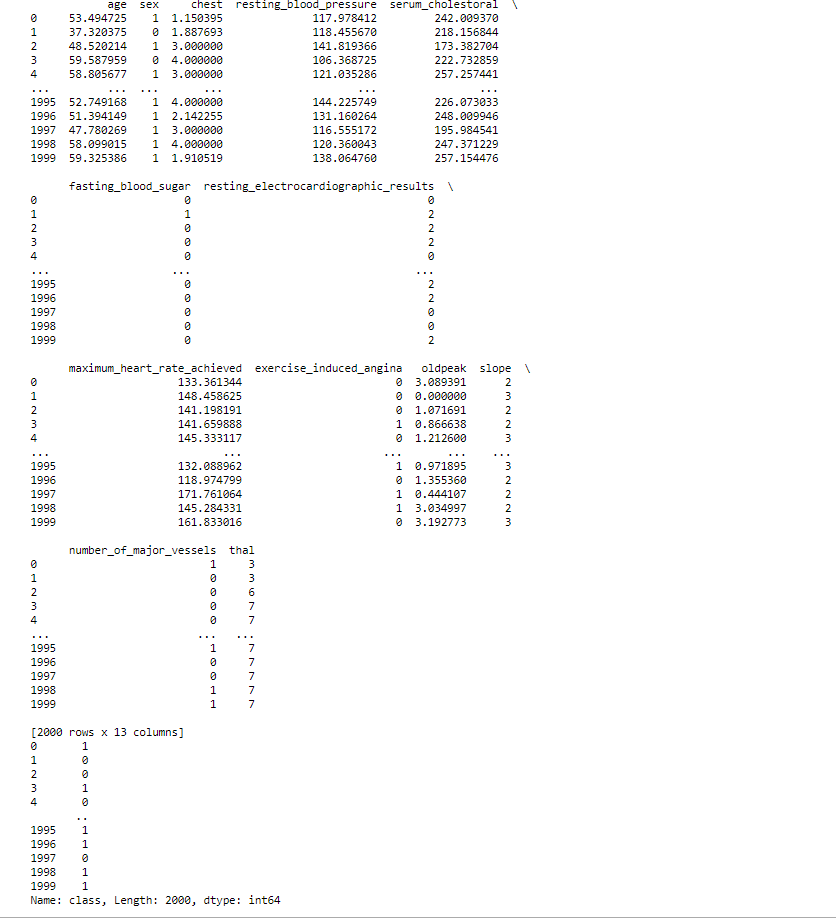 age sex chest resting_blood_pressure serum_cholestoral \
0 53.494725 1 1.150395 117.978412 242.009370
1 37.320375 0 1.887693 118.455670 218.156844
2 48.520214 1 3.000000 141.819366 173.382704
3 59.587959 0 4.000000 106.368725 222.732859
4 58.805677 1 3.000000 121.035286 257.257441
... ... ... ... ... ...
1995 52.749168 1 4.000000 144.225749 226.073033
1996 51.394149 1 2.142255 131.160264 248.009946
1997 47.780269 1 3.000000 116.555172 195.984541
1998 58.099015 1 4.000000 120.360043 247.371229
1999 59.325386 1 1.910519 138.064760 257.154476
fasting_blood_sugar resting_electrocardiographic_results \
0 0 0
1 1 2
2 0 2
3 0 2
4 0 0
... ... ...
1995 0 2
1996 0 2
1997 0 0
1998 0 0
1999 0 2
maximum_heart_rate_achieved exercise_induced_angina oldpeak slope \
0 133.361344 0 3.089391 2
1 148.458625 0 0.000000 3
2 141.198191 0 1.071691 2
3 141.659888 1 0.866638 2
4 145.333117 0 1.212600 3
... ... ... ... ...
1995 132.088962 1 0.971895 3
1996 118.974799 0 1.355360 2
1997 171.761064 1 0.444107 2
1998 145.284331 1 3.034997 2
1999 161.833016 0 3.192773 3
number_of_major_vessels thal
0 1 3
1 0 3
2 0 6
3 0 7
4 0 7
... ... ...
1995 1 7
1996 0 7
1997 0 7
1998 1 7
1999 1 7
[2000 rows x 13 columns]
0 1
1 0
2 0
3 1
4 0
..
1995 1
1996 1
1997 0
1998 1
1999 1
Name: class, Length: 2000, dtype: int64